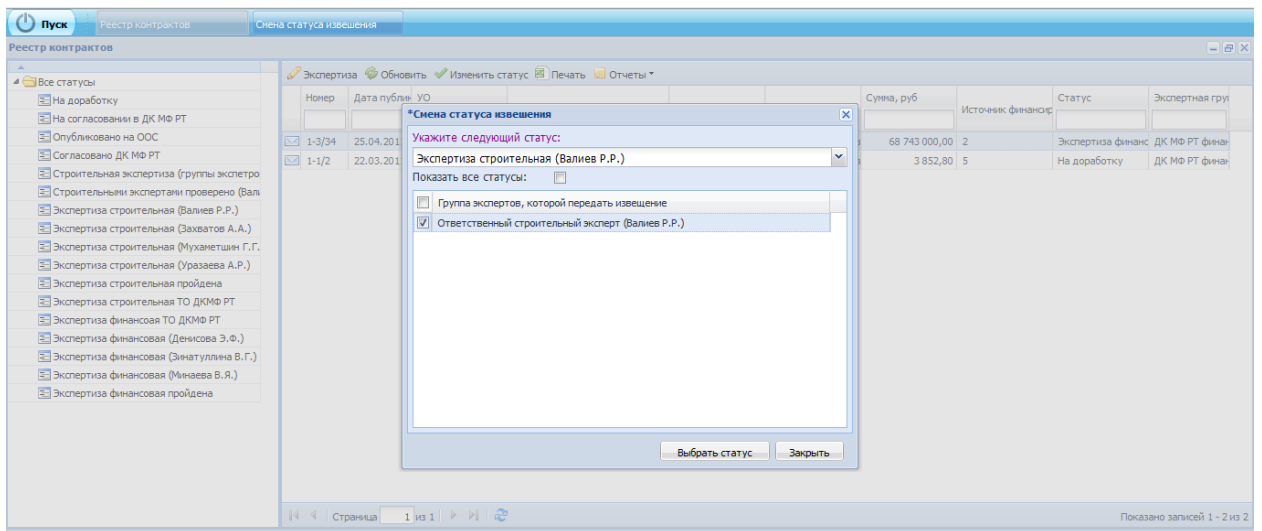 Пуск
Реестр контрактов
Смена статуса извешения
Реестр контрактов
Все статусы
На доработку
На согласовании в ДК МФ РТ
Опубликовано на ООС
Согласовано ДК МФ РТ
Строительная экспертиза (группы экспетро
Строительными экспертами проверено (Вали
Экспертиза строительная (Валиев Р.Р.)
Экспертиза строительная (Захватов А.А.)
Экспертиза строительная (Мухаметшин Г.Г.
Экспертиза строительная (Уразаева А.Р.)
Экспертиза строительная пройдена
Экспертиза строительная ТО ДКМФ РТ
Экспертиза финансоая ТО ДКМФ РТ
Экспертиза финансовая (Денисова Э.Ф.)
Экспертиза финансовая (Зинатуллина В.Г.)
Экспертиза финансовая (Минаева В.Я.)
Экспертиза финансовая пройдена
Экспертиза Обновить Изменить статус Печать Отчеты
Номер Дата публик УО Сумма, руб Источник финансир Статус Экспертная груп
1-3/34 25.04.201 68 743 000,00 2 Экспертиза финанс ДК МФ РТ финан
1-1/2 22.03.201 3 852,80 5 На доработку ДК МФ РТ финан
*Смена статуса извешения
Укажите следующий статус:
Экспертиза строительная (Валиев Р.Р.)
Показать все статусы:
Группа экспертов, которой передать извещение
Ответственный строительный эксперт (Валиев Р.Р.)
Выбрать статус Закрыть
Страница 1 из 1
Показано записей 1 - 2 из 2